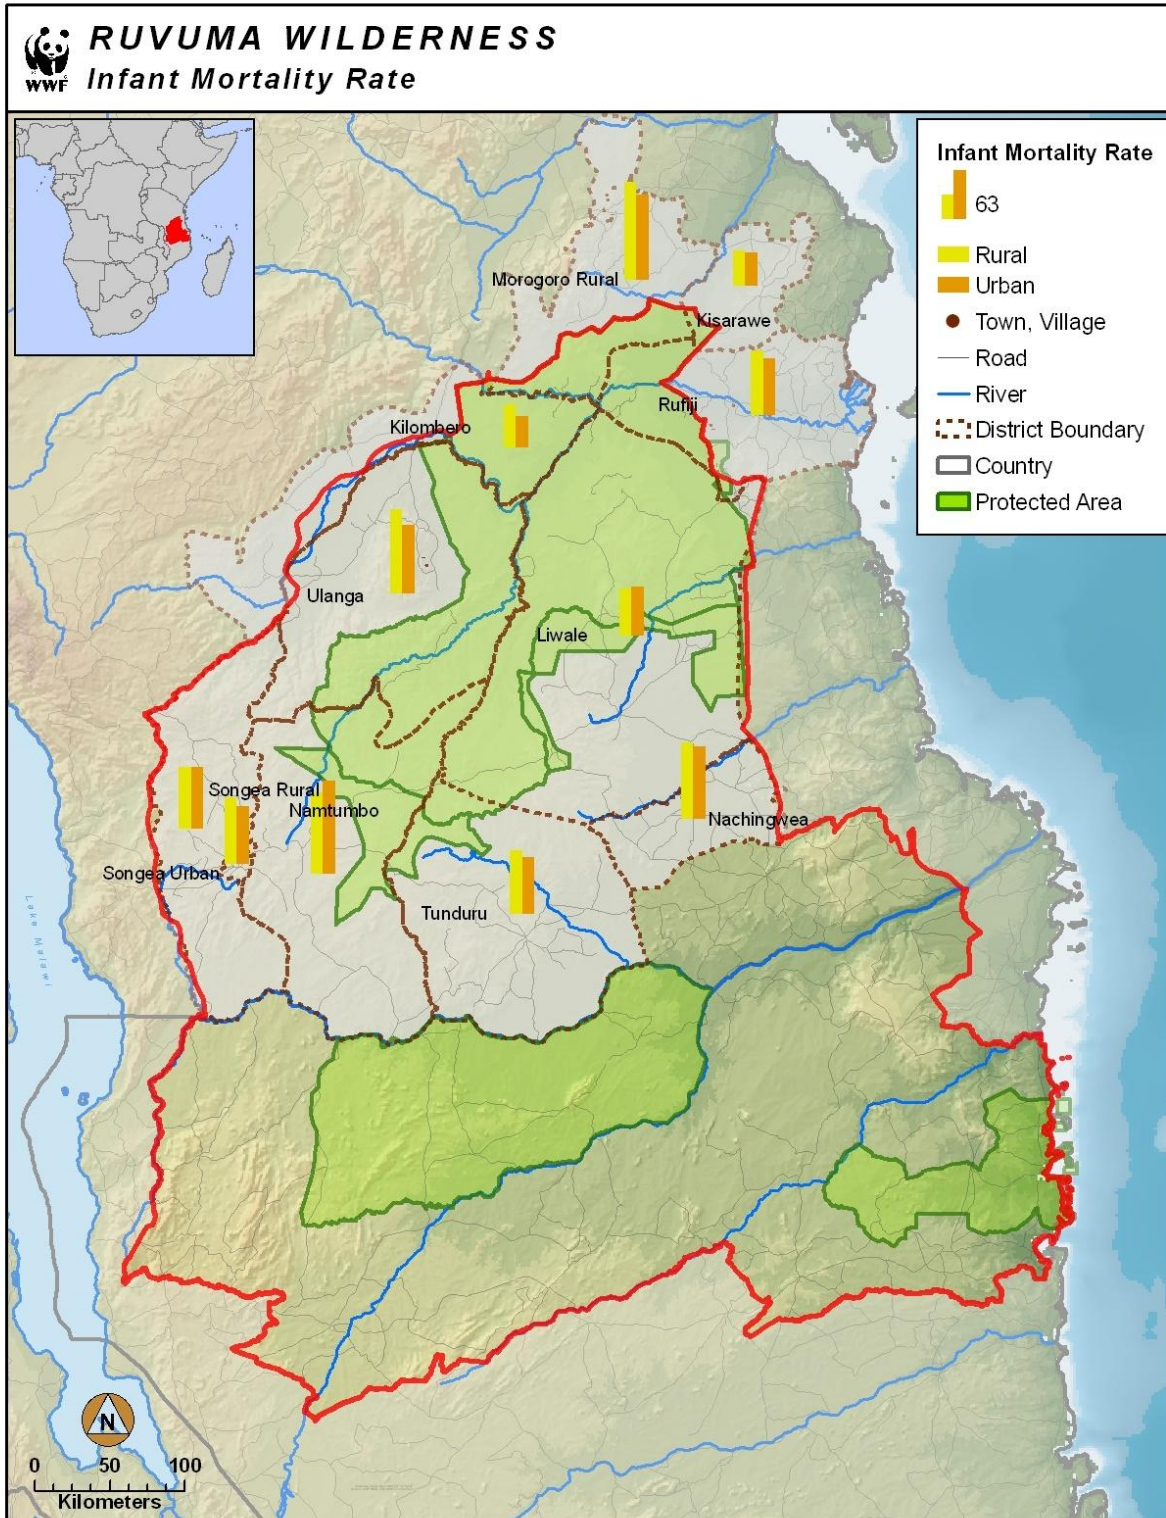 RUVUMA WILDERNESS
Infant Mortality Rate
WWF
Infant Mortality Rate
63
Rural
Urban
Town, Village
Road
River
District Boundary
Country
Protected Area
Morogoro Rural
Kisarawe
Rufiji
Kilombero
Ulanga
Liwale
Songea Rural
Namtumbo
Nachingwea
Songea Urban
Tunduru
Lake Malawi
N
0 50 100
Kilometers